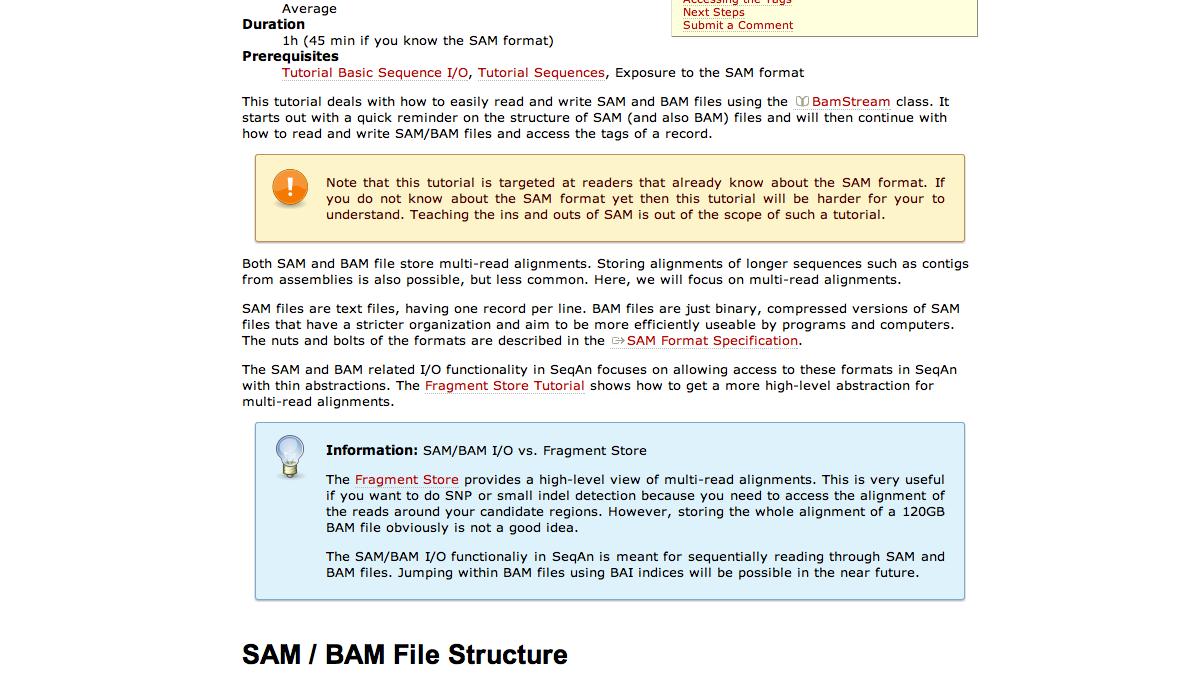 Average
Accessing the Tags
Next Steps
Submit a Comment
Duration
1h (45 min if you know the SAM format)
Prerequisites
Tutorial Basic Sequence I/O, Tutorial Sequences, Exposure to the SAM format
This tutorial deals with how to easily read and write SAM and BAM files using the BamStream class. It
starts out with a quick reminder on the structure of SAM (and also BAM) files and will then continue with
how to read and write SAM/BAM files and access the tags of a record.
Note that this tutorial is targeted at readers that already know about the SAM format. If
you do not know about the SAM format yet then this tutorial will be harder for your to
understand. Teaching the ins and outs of SAM is out of the scope of such a tutorial.
Both SAM and BAM file store multi-read alignments. Storing alignments of longer sequences such as contigs
from assemblies is also possible, but less common. Here, we will focus on multi-read alignments.
SAM files are text files, having one record per line. BAM files are just binary, compressed versions of SAM
files that have a stricter organization and aim to be more efficiently useable by programs and computers.
The nuts and bolts of the formats are described in the SAM Format Specification.
The SAM and BAM related I/O functionality in SeqAn focuses on allowing access to these formats in SeqAn
with thin abstractions. The Fragment Store Tutorial shows how to get a more high-level abstraction for
multi-read alignments.
Information: SAM/BAM I/O vs. Fragment Store
The Fragment Store provides a high-level view of multi-read alignments. This is very useful
if you want to do SNP or small indel detection because you need to access the alignment of
the reads around your candidate regions. However, storing the whole alignment of a 120GB
BAM file obviously is not a good idea.
The SAM/BAM I/O functionaliy in SeqAn is meant for sequentially reading through SAM and
BAM files. Jumping within BAM files using BAI indices will be possible in the near future.
SAM / BAM File Structure